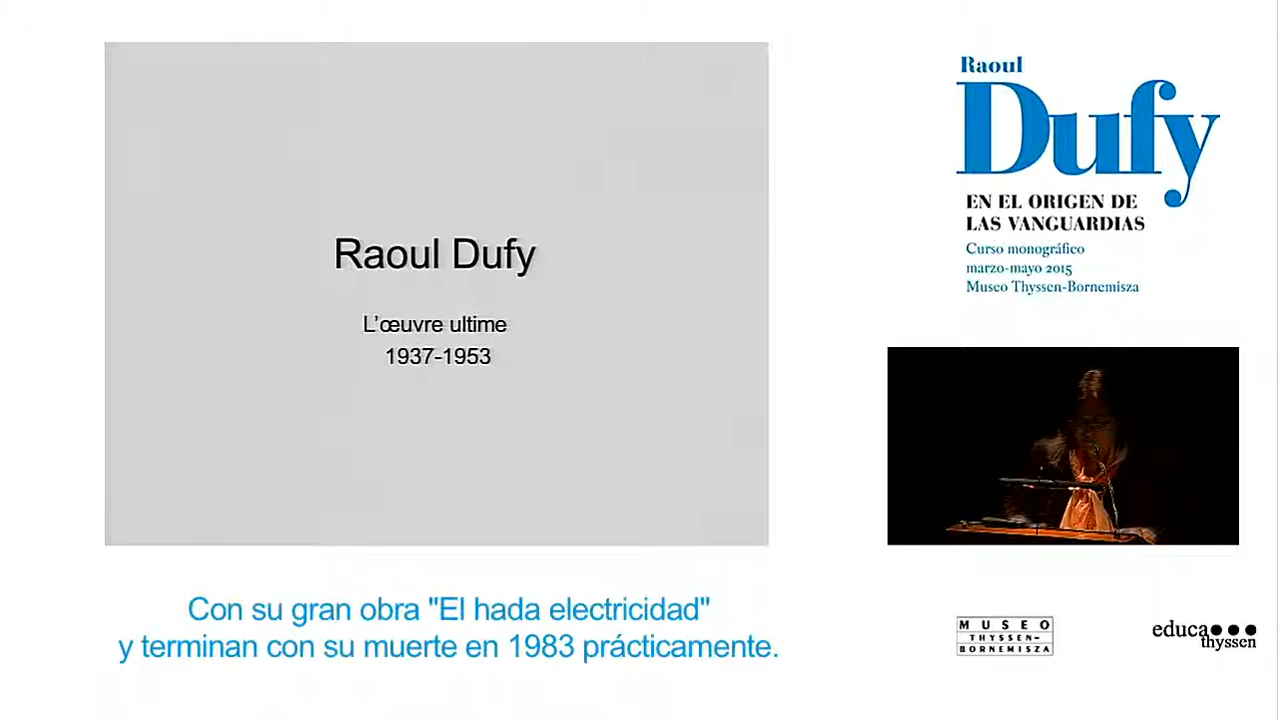 Raoul Dufy
L'œuvre ultime
1937-1953
Con su gran obra "El hada electricidad"
y terminan con su muerte en 1983 prácticamente.
Raoul
Dufy
EN EL ORIGEN DE
LAS VANGUARDIAS
Curso monográfico
marzo-mayo 2015
Museo Thyssen-Bornemisza
MUSEO
THYSSEN-
BORNEMISZA
educa
thyssen